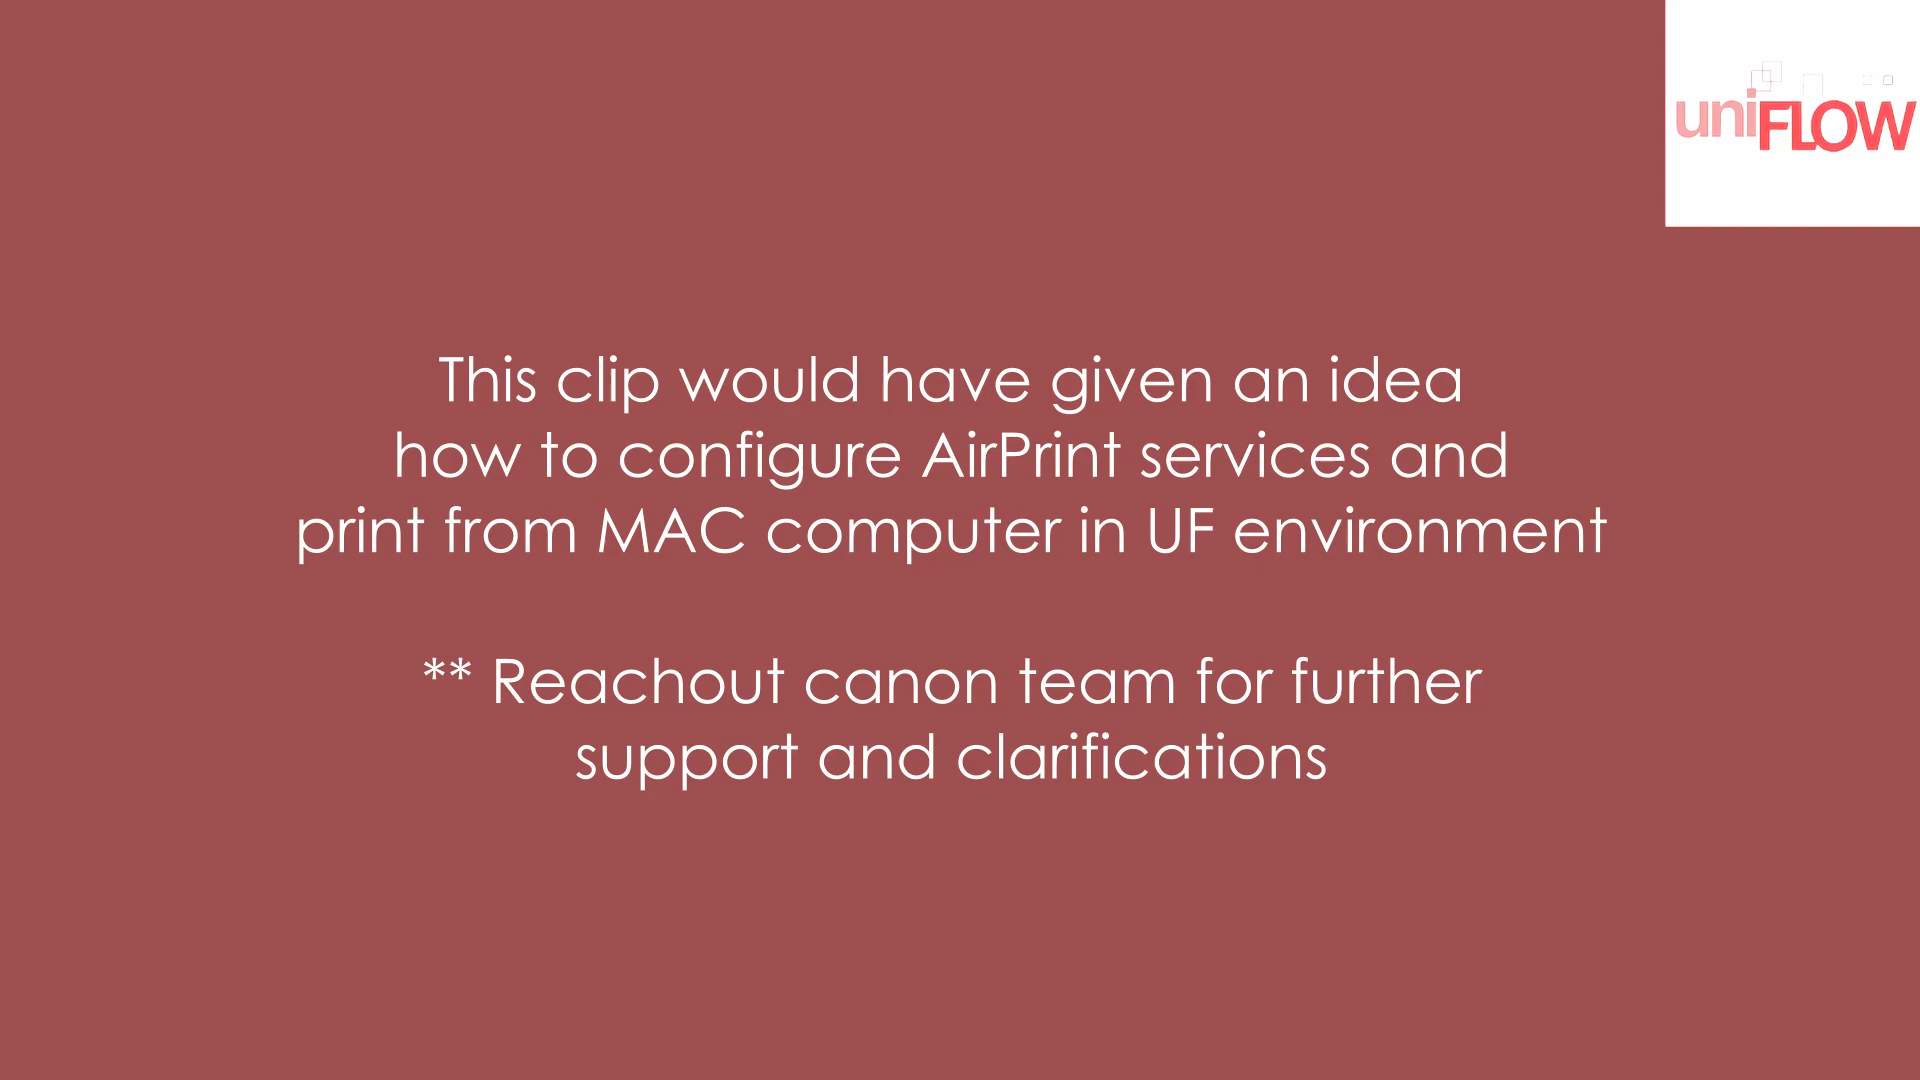 uniFLOW
This clip would have given an idea
how to configure AirPrint services and
print from MAC computer in UF environment
** Reachout canon team for further
support and clarifications